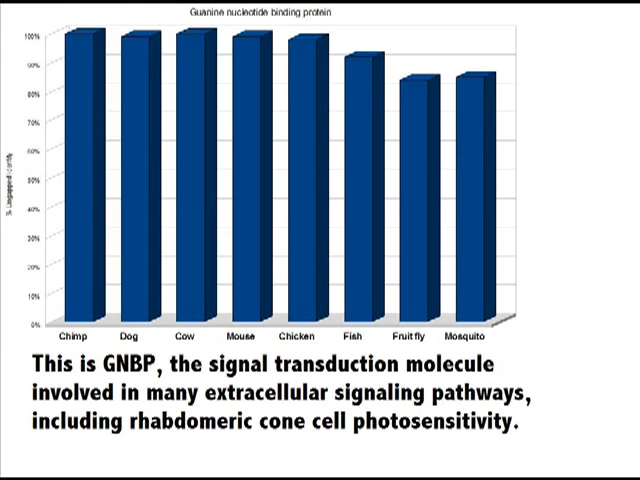 Guanine nucleotide binding protein
100%
90%
80%
70%
60%
50%
40%
30%
20%
10%
0%
% Ungapped Identity
Chimp Dog Cow Mouse Chicken Fish Fruit fly Mosquito
This is GNBP, the signal transduction molecule
involved in many extracellular signaling pathways,
including rhabdomeric cone cell photosensitivity.